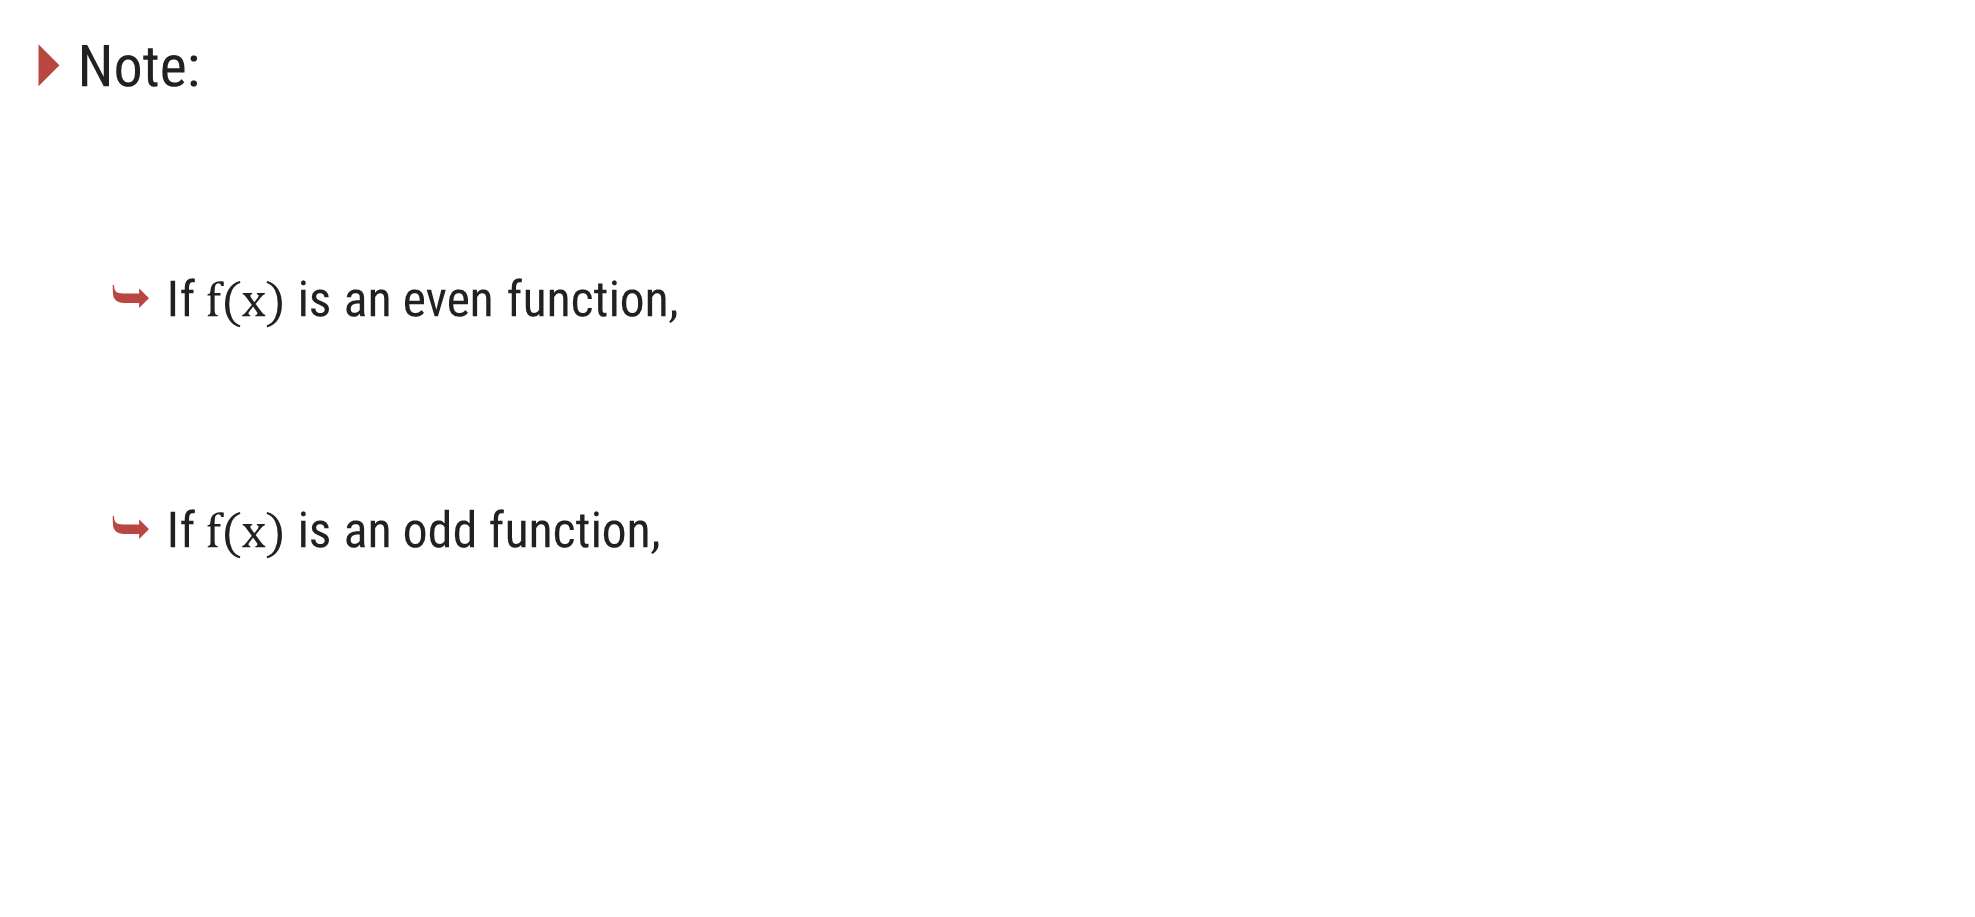 Note:
If f(x) is an even function,
If f(x) is an odd function,